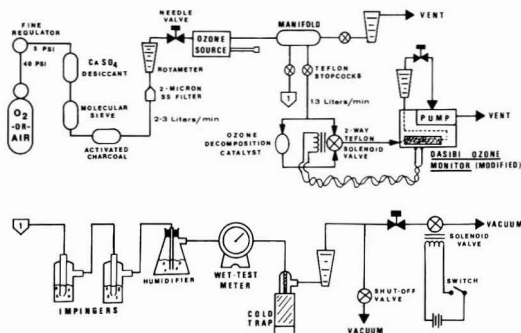 FINE
REGULATOR
5 PSI
40 PSI
O2
-OR-
AIR
CaSO4
DESICCANT
MOLECULAR
SIEVE
ACTIVATED
CHARCOAL
NEEDLE
VALVE
ROTAMETER
2-MICRON
SS FILTER
2-3 Liters/min
OZONE
SOURCE
MANIFOLD
VENT
TEFLON
STOPCOCKS
1
1.3 Liters/min
OZONE
DECOMPOSITION
CATALYST
2-WAY
TEFLON
SOLENOID
VALVE
PUMP
VENT
DASIBI OZONE
MONITOR (MODIFIED)
1
IMPINGERS
HUMIDIFIER
WET-TEST
METER
COLD
TRAP
SHUT-OFF
VALVE
VACUUM
VACUUM
SOLENOID
VALVE
SWITCH